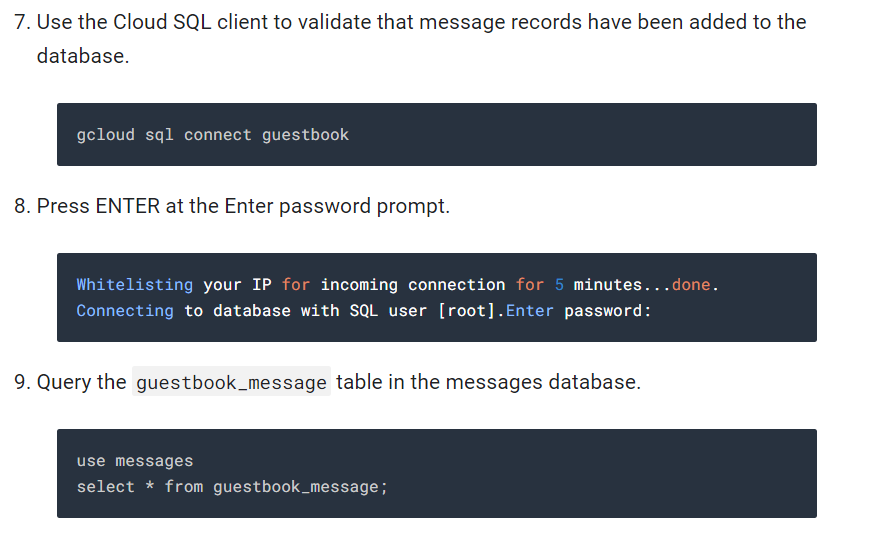 7. Use the Cloud SQL client to validate that message records have been added to the
database.
gcloud sql connect guestbook
8. Press ENTER at the Enter password prompt.
Whitelisting your IP for incoming connection for 5 minutes...done.
Connecting to database with SQL user [root].Enter password:
9. Query the guestbook_message table in the messages database.
use messages
select * from guestbook_message;